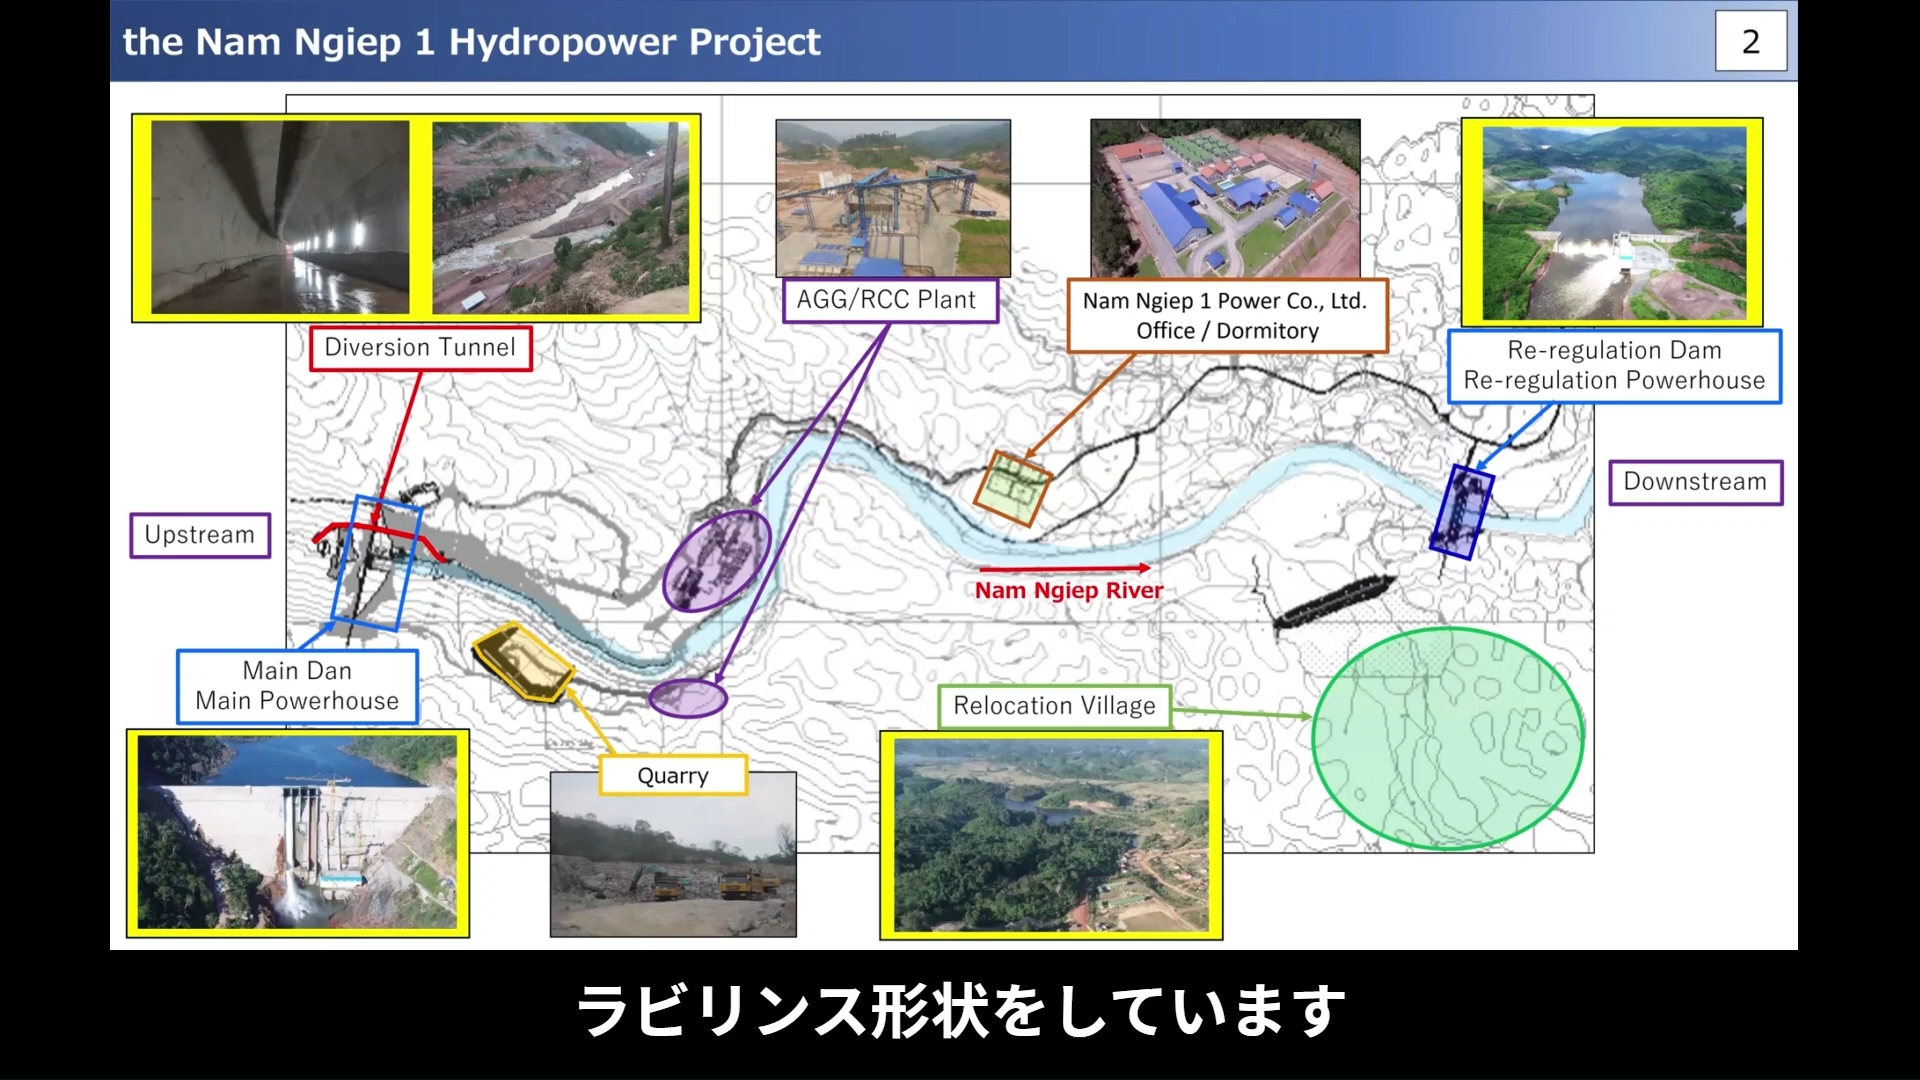 the Nam Ngiep 1 Hydropower Project
2
AGG/RCC Plant
Nam Ngiep 1 Power Co., Ltd.
Office / Dormitory
Diversion Tunnel
Re-regulation Dam
Re-regulation Powerhouse
Downstream
Upstream
Nam Ngiep River
Main Dan
Main Powerhouse
Relocation Village
Quarry
ラビリンス形状をしています